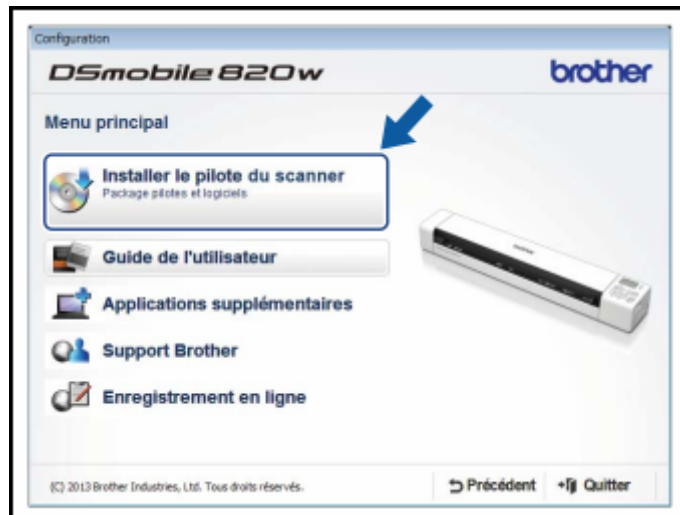 Configuration
DSmobile 820w
brother
Menu principal
Installer le pilote du scanner
Package pilotes et logiciels
Guide de l'utilisateur
Applications supplémentaires
Support Brother
Enregistrement en ligne
(C) 2013 Brother Industries, Ltd. Tous droits réservés.
Précédent
Quitter